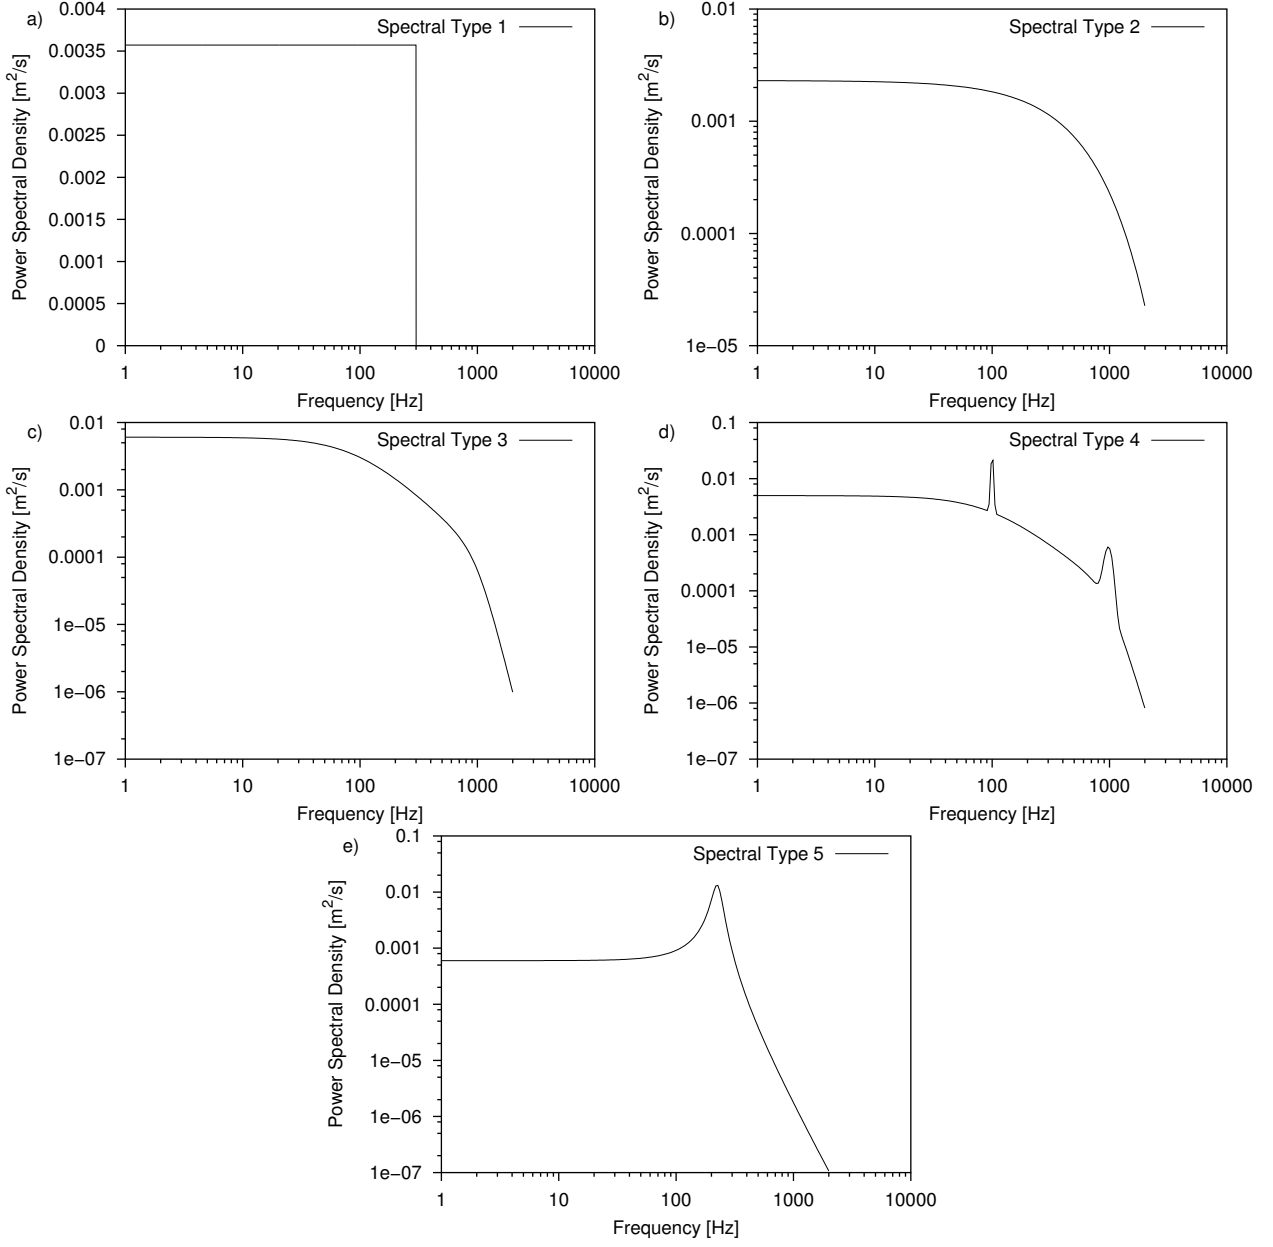 a)
Spectral Type 1
Power Spectral Density [m²/s]
0.004
0.0035
0.003
0.0025
0.002
0.0015
0.001
0.0005
0
1 10 100 1000 10000
Frequency [Hz]
b)
Spectral Type 2
Power Spectral Density [m²/s]
0.01
0.001
0.0001
1e−05
1 10 100 1000 10000
Frequency [Hz]
c)
Spectral Type 3
Power Spectral Density [m²/s]
0.01
0.001
0.0001
1e−05
1e−06
1e−07
1 10 100 1000 10000
Frequency [Hz]
d)
Spectral Type 4
Power Spectral Density [m²/s]
0.1
0.01
0.001
0.0001
1e−05
1e−06
1e−07
1 10 100 1000 10000
Frequency [Hz]
e)
Spectral Type 5
Power Spectral Density [m²/s]
0.1
0.01
0.001
0.0001
1e−05
1e−06
1e−07
1 10 100 1000 10000
Frequency [Hz]